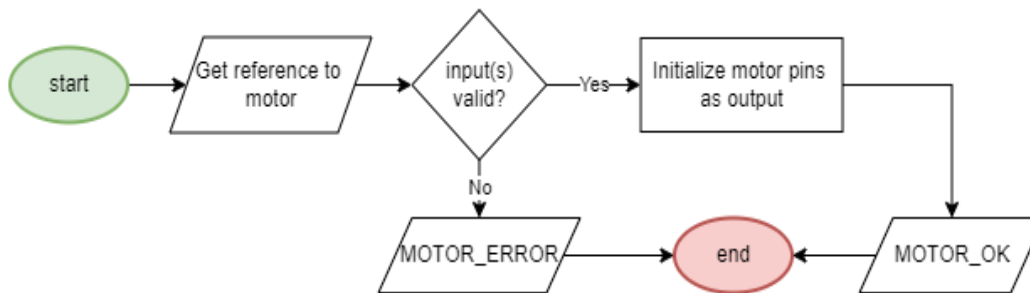 start
Get reference to
motor
input(s)
valid?
Yes
Initialize motor pins
as output
No
MOTOR_ERROR
end
MOTOR_OK